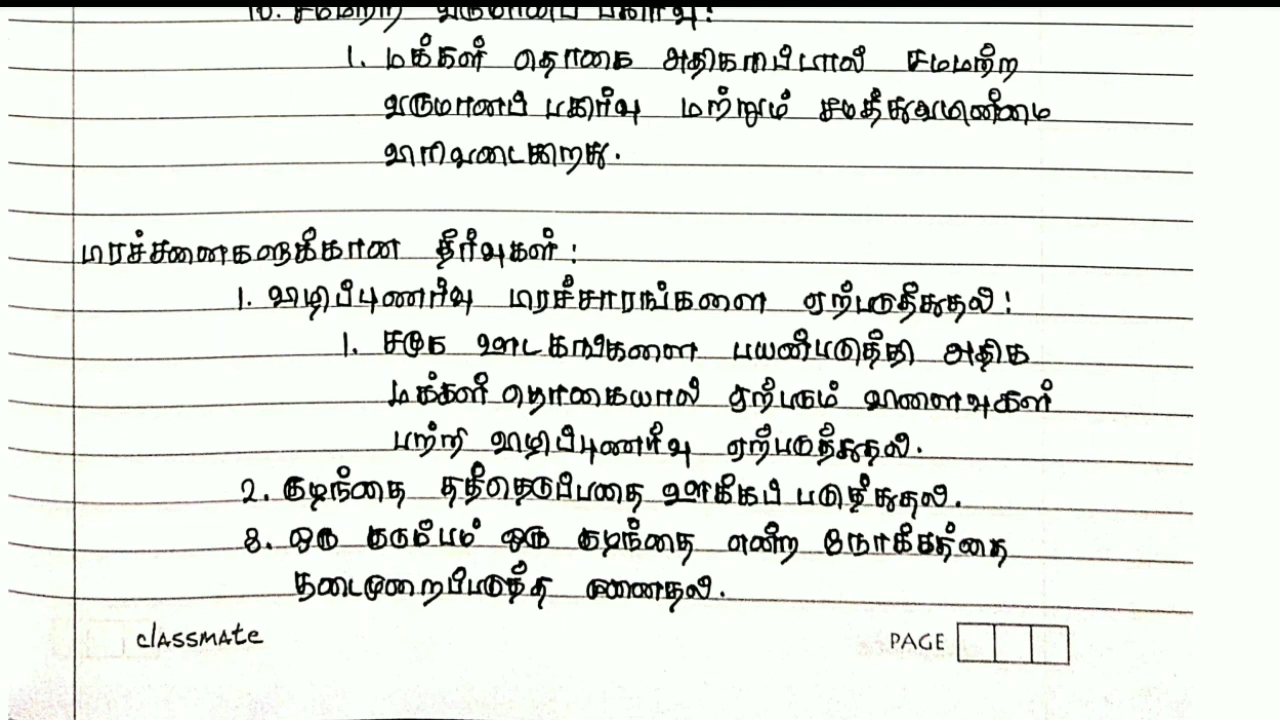 10. சமமற்ற வருமானப் பகிர்வு:
1. மக்கள் தொகை அதிகரிப்பால் சமமற்ற
வருமானப் பகிர்வு மற்றும் சமத்துவமின்மை
விரிவடைகிறது.
பிரச்சனைகளுக்கான தீர்வுகள்:
1. விழிப்புணர்வு பிரச்சாரங்களை ஏற்படுத்துதல்:
1. சமூக ஊடகங்களை பயன்படுத்தி அதிக
மக்கள் தொகையால் ஏற்படும் விளைவுகள்
பற்றி விழிப்புணர்வு ஏற்படுத்துதல்.
2. குழந்தை தத்தெடுப்பதை ஊக்கப் படுத்துதல்.
3. ஒரு குடும்பம் ஒரு குழந்தை என்ற நோக்கத்தை
நடைமுறைப்படுத்த
classmate PAGE